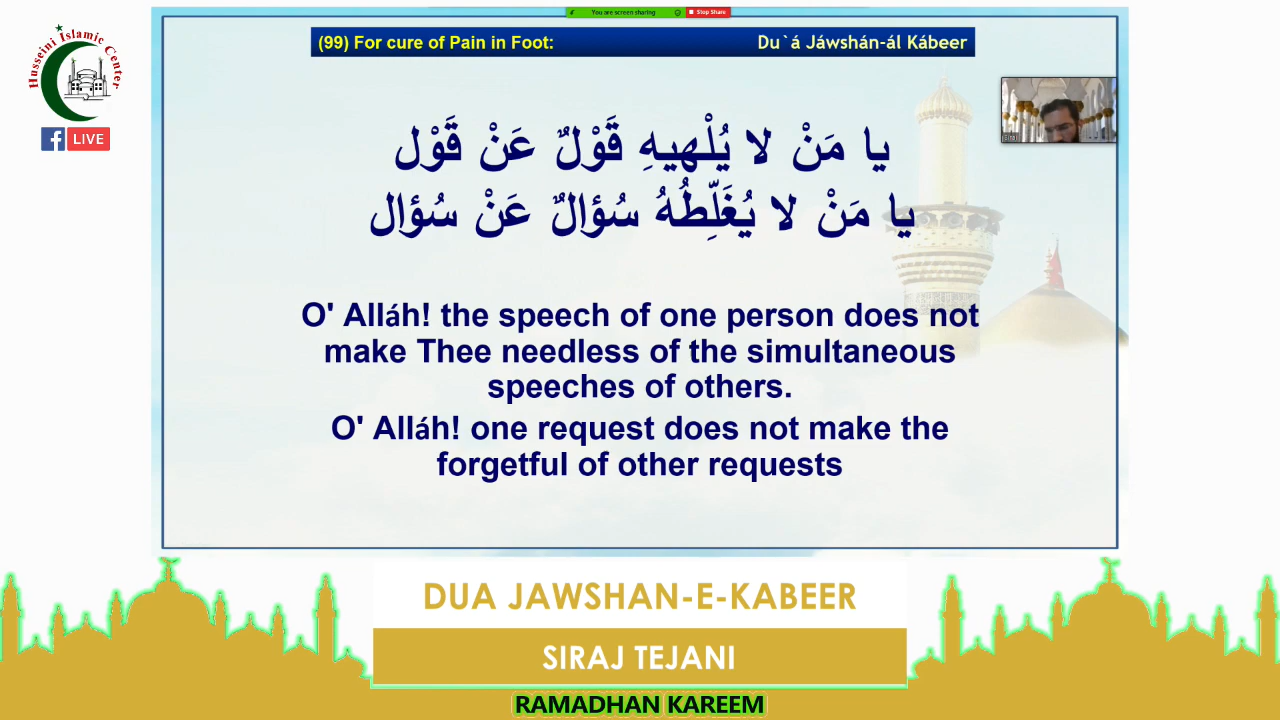 Husseini Islamic Center
LIVE
You are screen sharing
Stop Share
(99) For cure of Pain in Foot:
Du`á Jáwshán-ál Kábeer
يا مَنْ لا يُلْهيهِ قَوْلٌ عَنْ قَوْل
يا مَنْ لا يُغَلِّطُهُ سُؤالٌ عَنْ سُؤال
O' Alláh! the speech of one person does not
make Thee needless of the simultaneous
speeches of others.
O' Alláh! one request does not make the
forgetful of other requests
DUA JAWSHAN-E-KABEER
SIRAJ TEJANI
RAMADHAN KAREEM